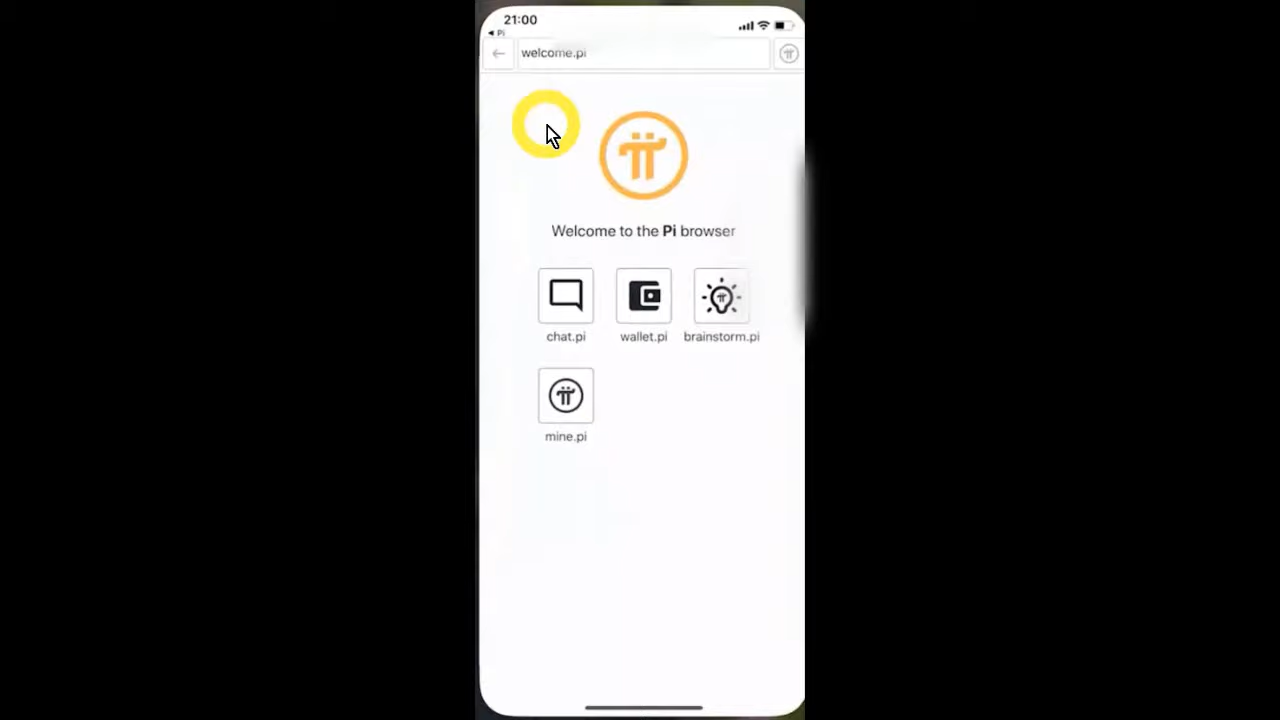 21:00
◀ Pi
welcome.pi
Welcome to the Pi browser
chat.pi
wallet.pi
brainstorm.pi
mine.pi